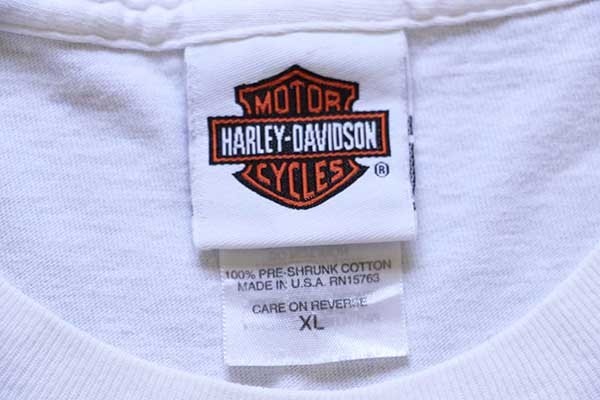 MOTOR
HARLEY-DAVIDSON
CYCLES
®
100% PRE-SHRUNK COTTON
MADE IN U.S.A. RN15763
CARE ON REVERSE
XL